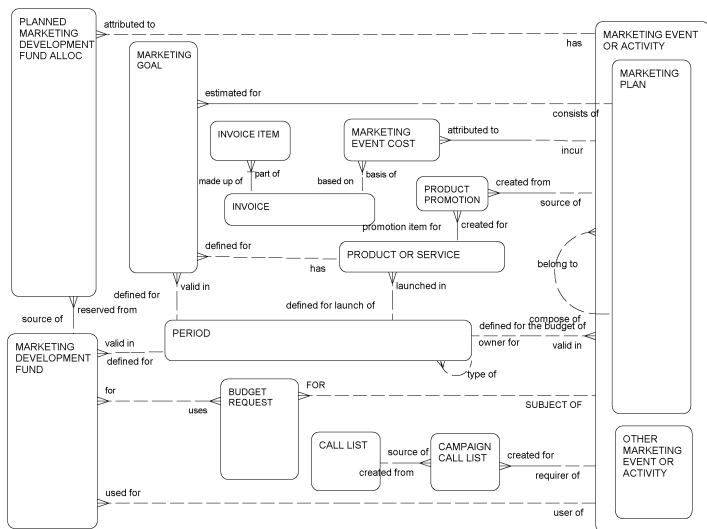 PLANNED
MARKETING
DEVELOPMENT
FUND ALLOC
attributed to
has
MARKETING EVENT
OR ACTIVITY
MARKETING
GOAL
MARKETING
PLAN
estimated for
consists of
INVOICE ITEM
MARKETING
EVENT COST
attributed to
incur
part of
made up of
basis of
based on
INVOICE
PRODUCT
PROMOTION
created from
source of
promotion item for
created for
defined for
has
PRODUCT OR SERVICE
belong to
valid in
launched in
defined for
defined for launch of
compose of
reserved from
source of
PERIOD
defined for the budget of
owner for
valid in
MARKETING
DEVELOPMENT
FUND
valid in
defined for
type of
for
uses
BUDGET
REQUEST
FOR
SUBJECT OF
CALL LIST
source of
created from
CAMPAIGN
CALL LIST
created for
requirer of
OTHER
MARKETING
EVENT OR
ACTIVITY
used for
user of